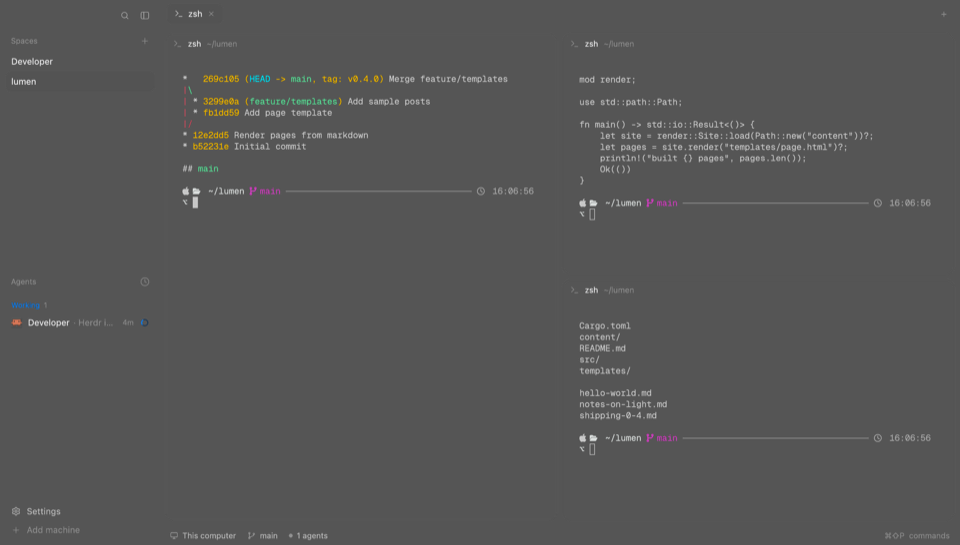 zsh ×
Spaces
Developer
lumen
Agents
1
Developer · Herdr i… 4m
Settings
Add machine
zsh ~/lumen
* 269c105 (HEAD -> main, tag: v0.4.0) Merge feature/templates
|\
| * 3299e0a (feature/templates) Add sample posts
| * fb1dd59 Add page template
|/
* 12e2dd5 Render pages from markdown
* b52231e Initial commit
## main
~/lumen main 16:06:56
zsh ~/lumen
mod render;
use std::path::Path;
fn main() -> std::io::Result<()> {
    let site = render::Site::load(Path::new("content"))?;
    let pages = site.render("templates/page.html")?;
    println!("built {} pages", pages.len());
    Ok(())
}
~/lumen main 16:06:56
zsh ~/lumen
Cargo.toml
content/
README.md
src/
templates/
hello-world.md
notes-on-light.md
shipping-0-4.md
~/lumen main 16:06:56
This computer main 1 agents
⌘⇧P commands